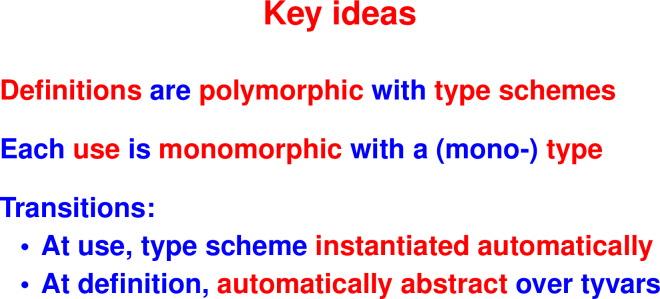 Key ideas
Definitions are polymorphic with type schemes
Each use is monomorphic with a (mono-) type
Transitions:
• At use, type scheme instantiated automatically
• At definition, automatically abstract over tyvars